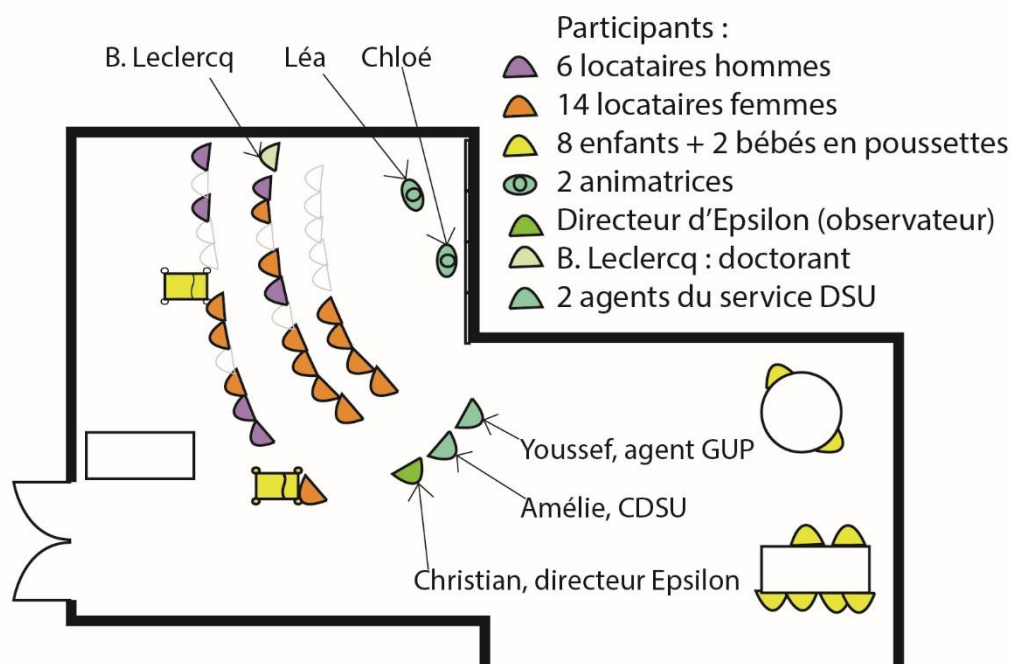 B. Leclercq
Léa
Chloé
Participants :
6 locataires hommes
14 locataires femmes
8 enfants + 2 bébés en poussettes
2 animatrices
Directeur d'Epsilon (observateur)
B. Leclercq : doctorant
2 agents du service DSU
Youssef, agent GUP
Amélie, CDSU
Christian, directeur Epsilon